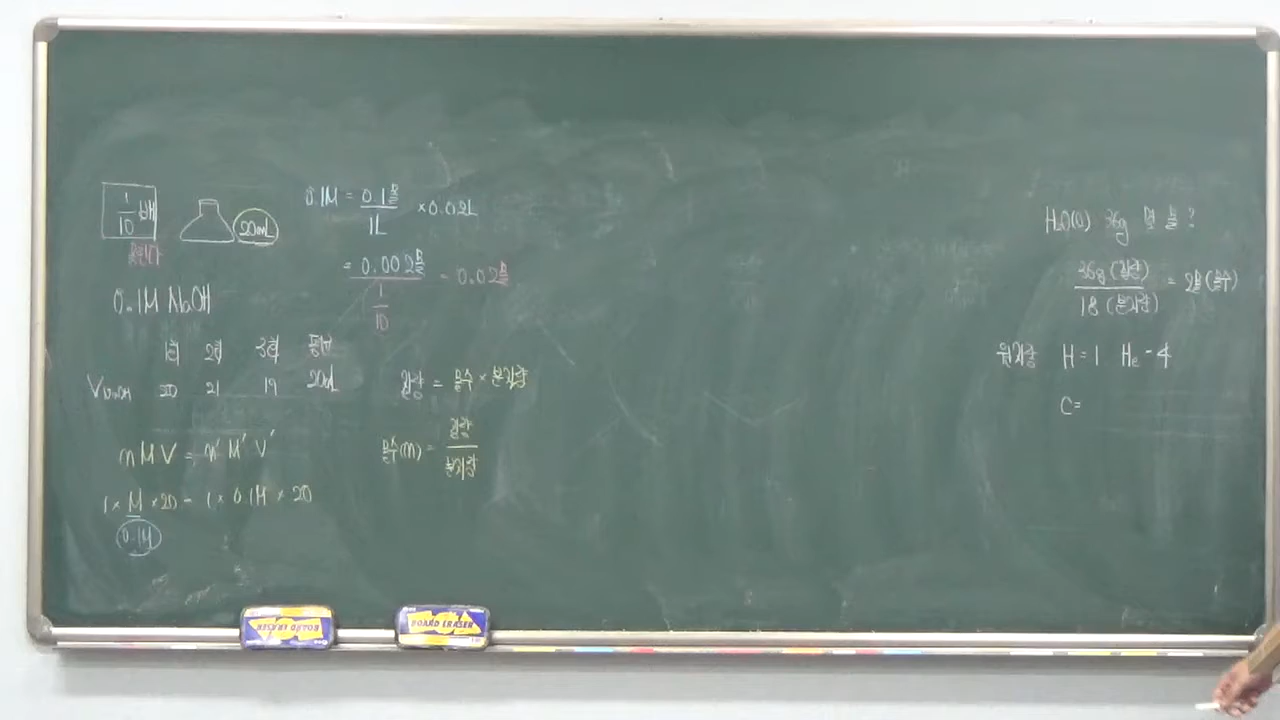 1/10 배
20mL
0.1M NaOH
1회 2회 3회 평균
V NaOH 20 21 19 20mL
nMV = n'M'V'
1 × M × 20 = 1 × 0.1M × 20
0.1M
0.1M = 0.1몰/1L × 0.02L
= 0.002몰 / 1/10 = 0.02몰
질량 = 몰수 × 분자량
몰수(n) = 질량/분자량
H₂O(l) 36g 몇 몰?
36g (질량)/18 (분자량) = 2몰 (몰수)
원자량 H = 1 He - 4
C =
BOARD ERASER
BOARD ERASER